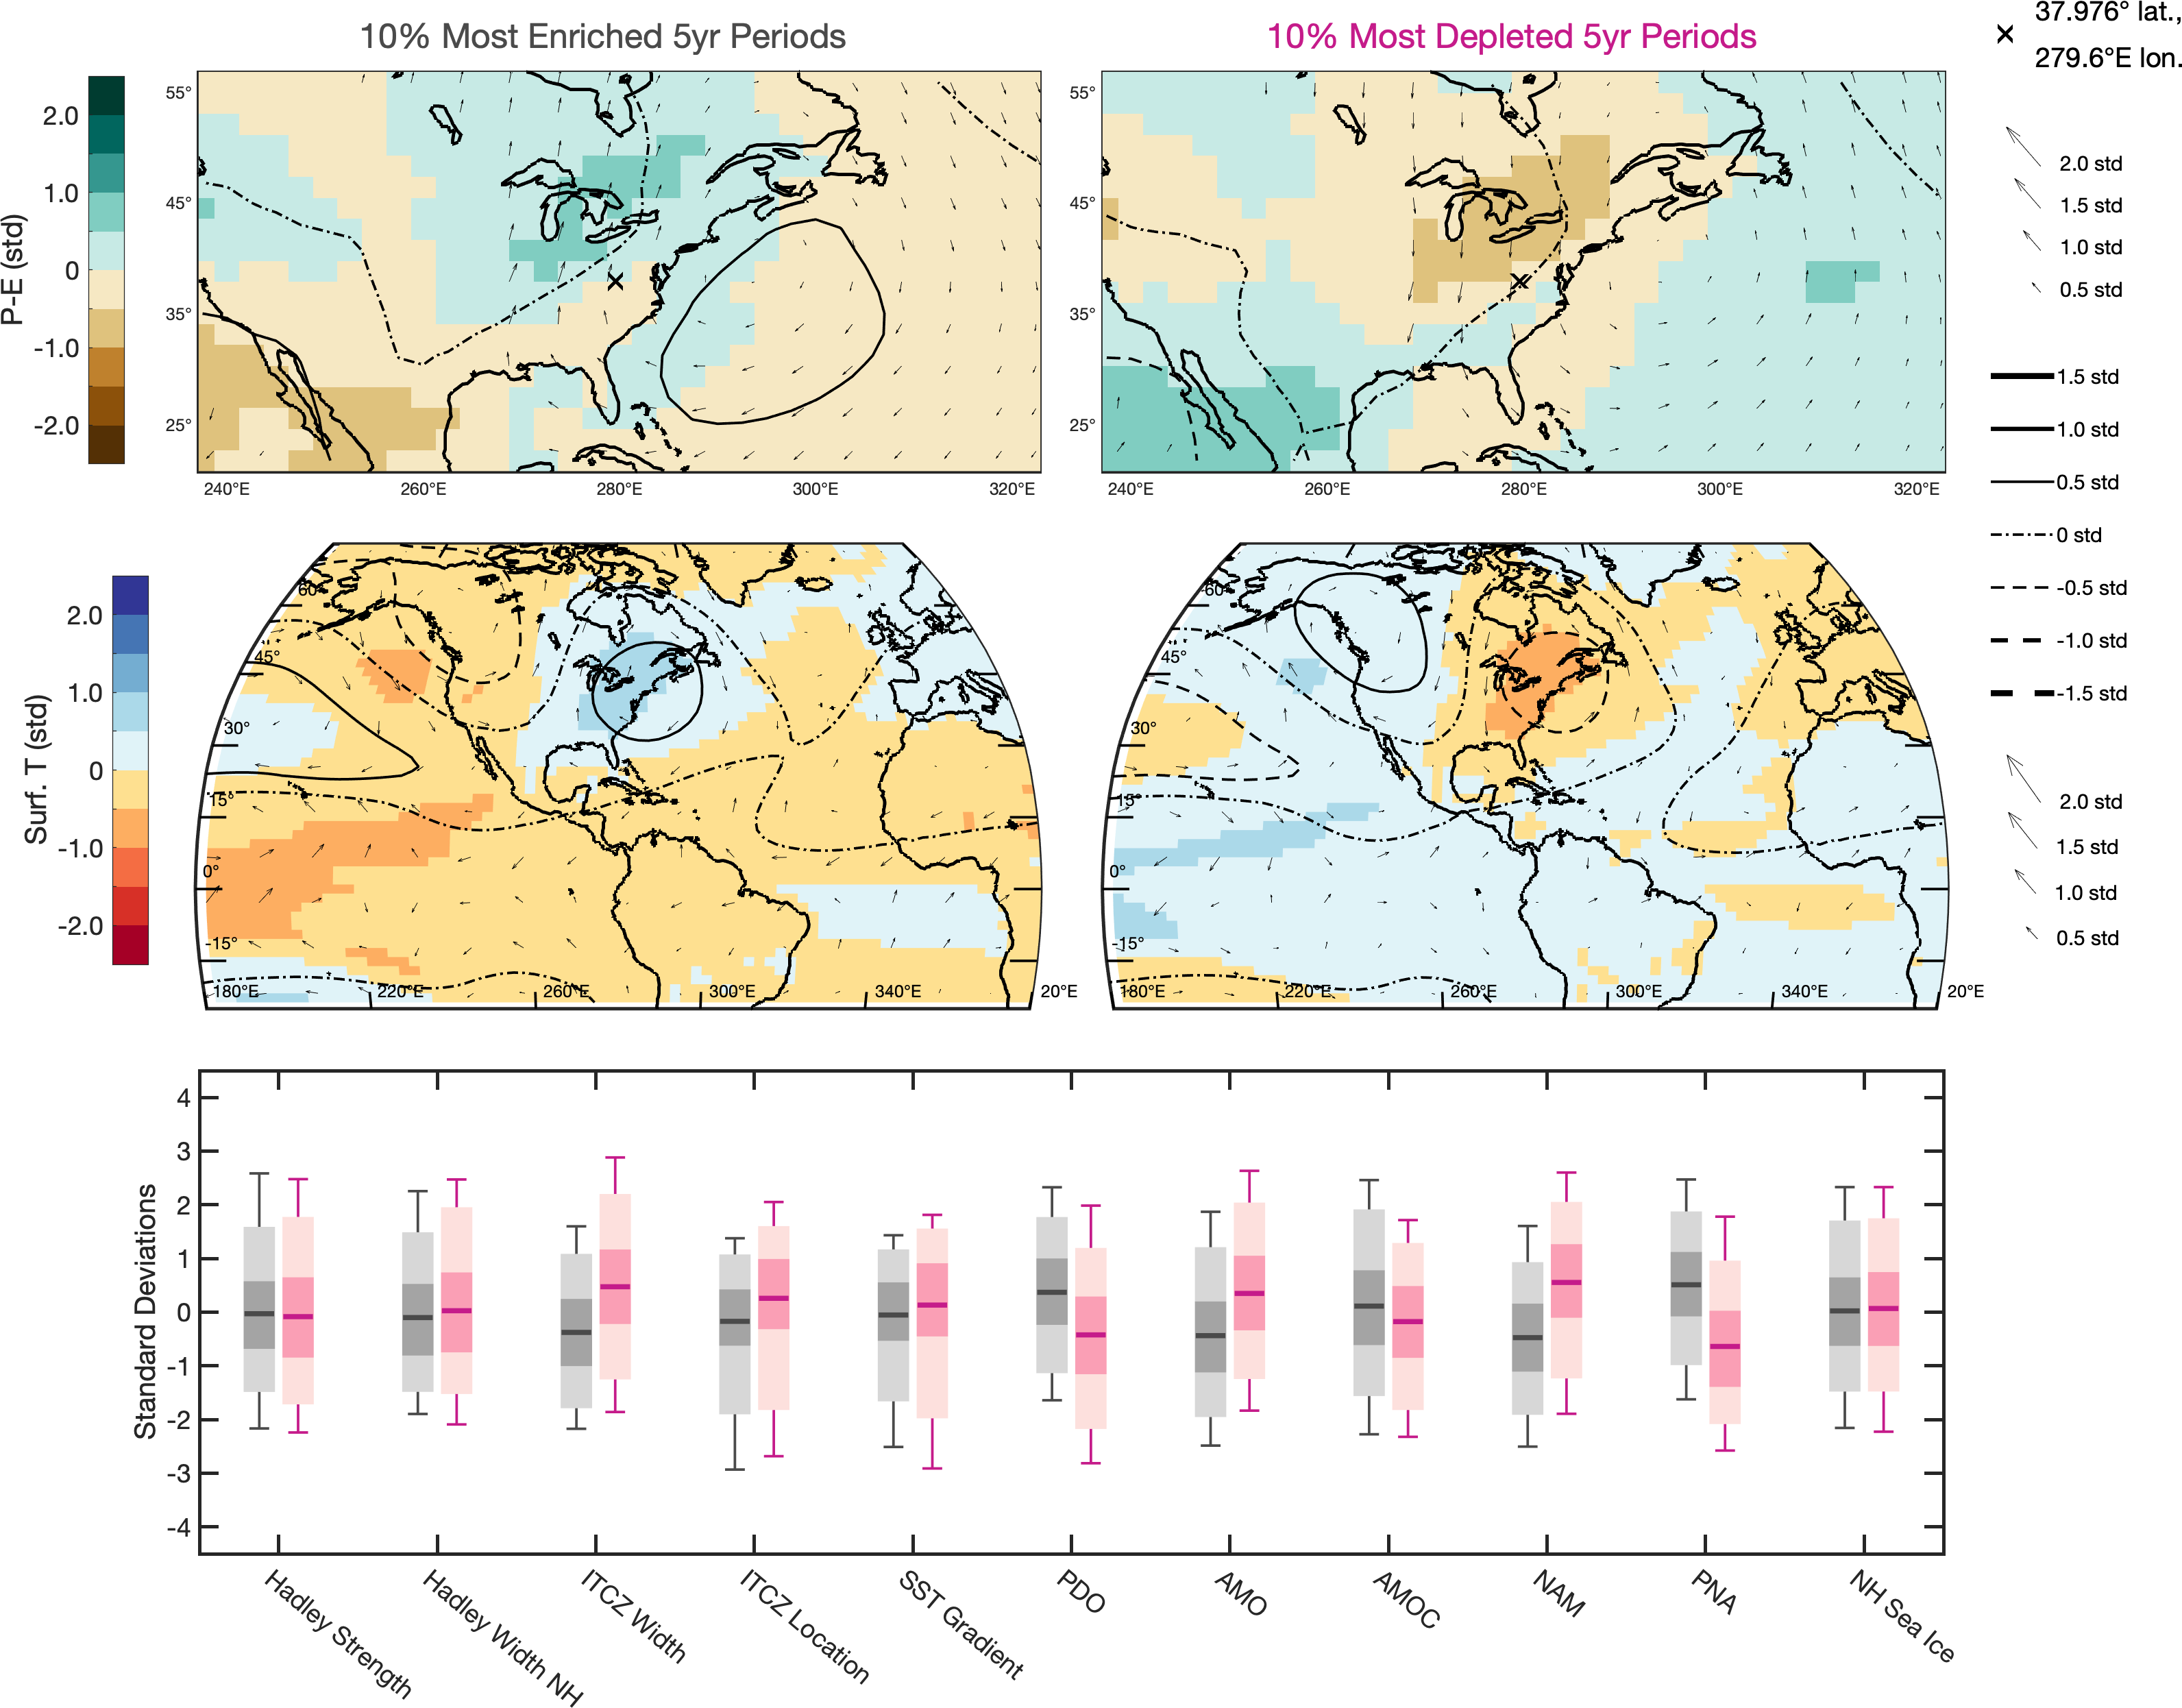 10% Most Enriched 5yr Periods
10% Most Depleted 5yr Periods
37.976° lat.,
279.6°E lon.
P-E (std)
2.0
1.0
0
-1.0
-2.0
55°
45°
35°
25°
240°E 260°E 280°E 300°E 320°E
55°
45°
35°
25°
240°E 260°E 280°E 300°E 320°E
2.0 std
1.5 std
1.0 std
0.5 std
1.5 std
1.0 std
0.5 std
0 std
-0.5 std
-1.0 std
-1.5 std
Surf. T (std)
2.0
1.0
0
-1.0
-2.0
60°
45°
30°
15°
0°
-15°
180°E 220°E 260°E 300°E 340°E 20°E
60°
45°
30°
15°
0°
-15°
180°E 220°E 260°E 300°E 340°E 20°E
2.0 std
1.5 std
1.0 std
0.5 std
Standard Deviations
4
3
2
1
0
-1
-2
-3
-4
Hadley Strength
Hadley Width NH
ITCZ Width
ITCZ Location
SST Gradient
PDO
AMO
AMOC
NAM
PNA
NH Sea Ice